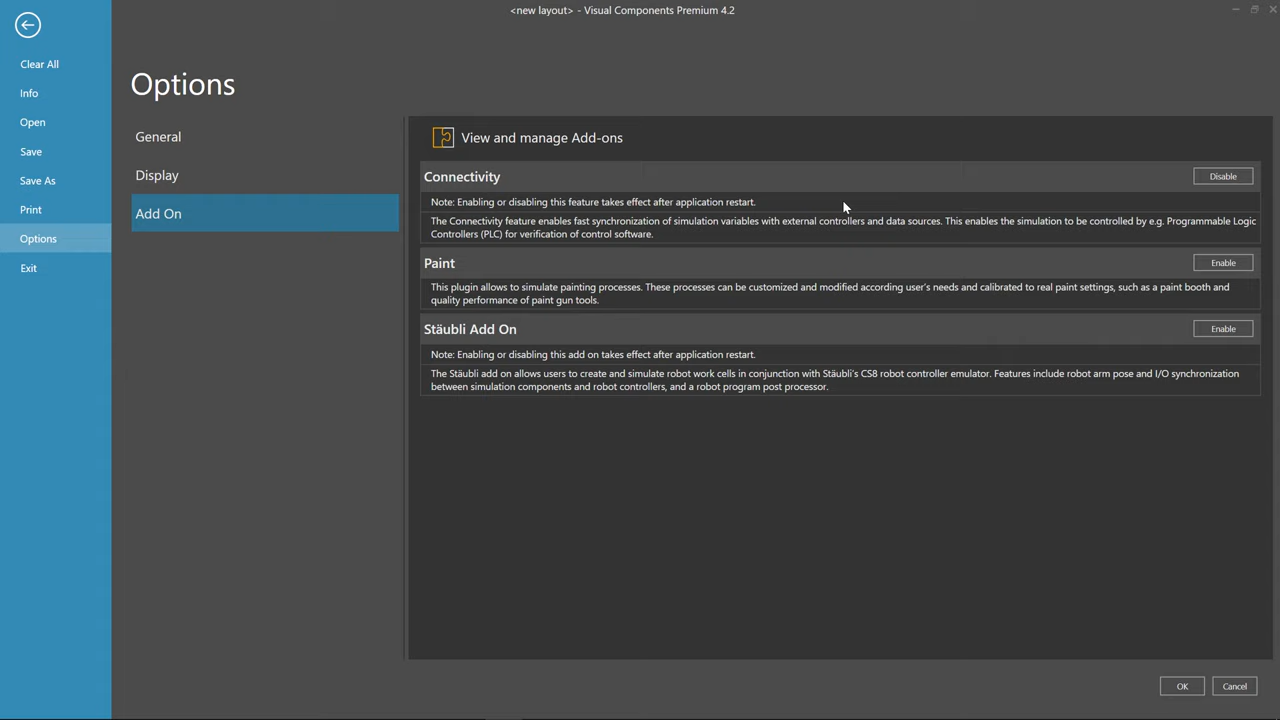 <new layout> - Visual Components Premium 4.2
Clear All
Info
Open
Save
Save As
Print
Options
Exit
Options
General
Display
Add On
View and manage Add-ons
Connectivity
Disable
Note: Enabling or disabling this feature takes effect after application restart.
The Connectivity feature enables fast synchronization of simulation variables with external controllers and data sources. This enables the simulation to be controlled by e.g. Programmable Logic
Controllers (PLC) for verification of control software.
Paint
Enable
This plugin allows to simulate painting processes. These processes can be customized and modified according user's needs and calibrated to real paint settings, such as a paint booth and
quality performance of paint gun tools.
Stäubli Add On
Enable
Note: Enabling or disabling this add on takes effect after application restart.
The Stäubli add on allows users to create and simulate robot work cells in conjunction with Stäubli's CS8 robot controller emulator. Features include robot arm pose and I/O synchronization
between simulation components and robot controllers, and a robot program post processor.
OK
Cancel